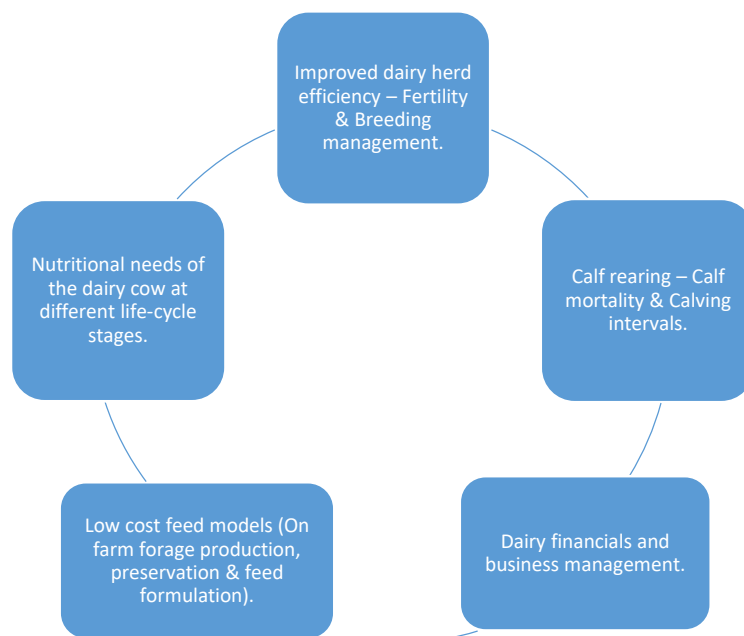 Improved dairy herd
efficiency – Fertility
& Breeding
management.
Nutritional needs of
the dairy cow at
different life-cycle
stages.
Calf rearing – Calf
mortality & Calving
intervals.
Low cost feed models (On
farm forage production,
preservation & feed
formulation).
Dairy financials and
business management.